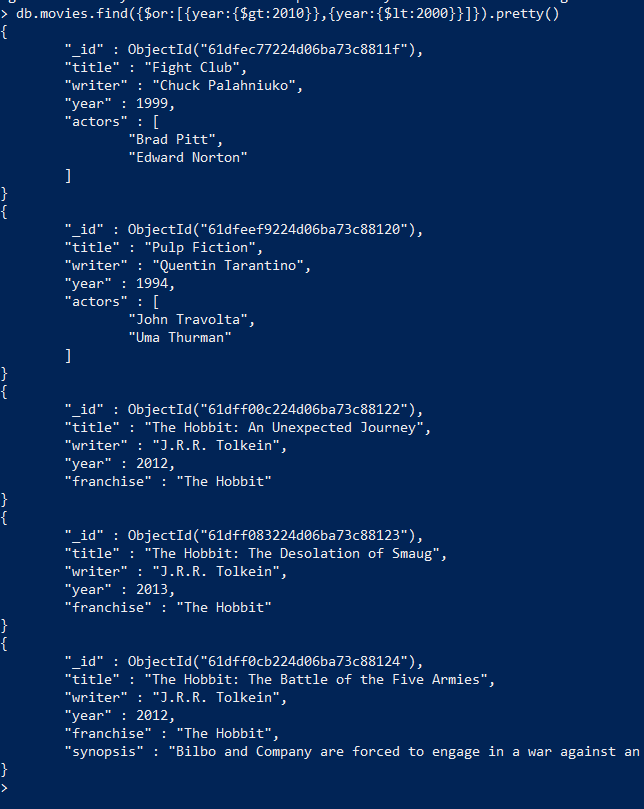 > db.movies.find({$or:[{year:{$gt:2010}},{year:{$lt:2000}}]}).pretty()
{
        "_id" : ObjectId("61dfec77224d06ba73c8811f"),
        "title" : "Fight Club",
        "writer" : "Chuck Palahniuko",
        "year" : 1999,
        "actors" : [
                "Brad Pitt",
                "Edward Norton"
        ]
}
{
        "_id" : ObjectId("61dfeef9224d06ba73c88120"),
        "title" : "Pulp Fiction",
        "writer" : "Quentin Tarantino",
        "year" : 1994,
        "actors" : [
                "John Travolta",
                "Uma Thurman"
        ]
}
{
        "_id" : ObjectId("61dff00c224d06ba73c88122"),
        "title" : "The Hobbit: An Unexpected Journey",
        "writer" : "J.R.R. Tolkein",
        "year" : 2012,
        "franchise" : "The Hobbit"
}
{
        "_id" : ObjectId("61dff083224d06ba73c88123"),
        "title" : "The Hobbit: The Desolation of Smaug",
        "writer" : "J.R.R. Tolkein",
        "year" : 2013,
        "franchise" : "The Hobbit"
}
{
        "_id" : ObjectId("61dff0cb224d06ba73c88124"),
        "title" : "The Hobbit: The Battle of the Five Armies",
        "writer" : "J.R.R. Tolkein",
        "year" : 2012,
        "franchise" : "The Hobbit",
        "synopsis" : "Bilbo and Company are forced to engage in a war against an
}
>